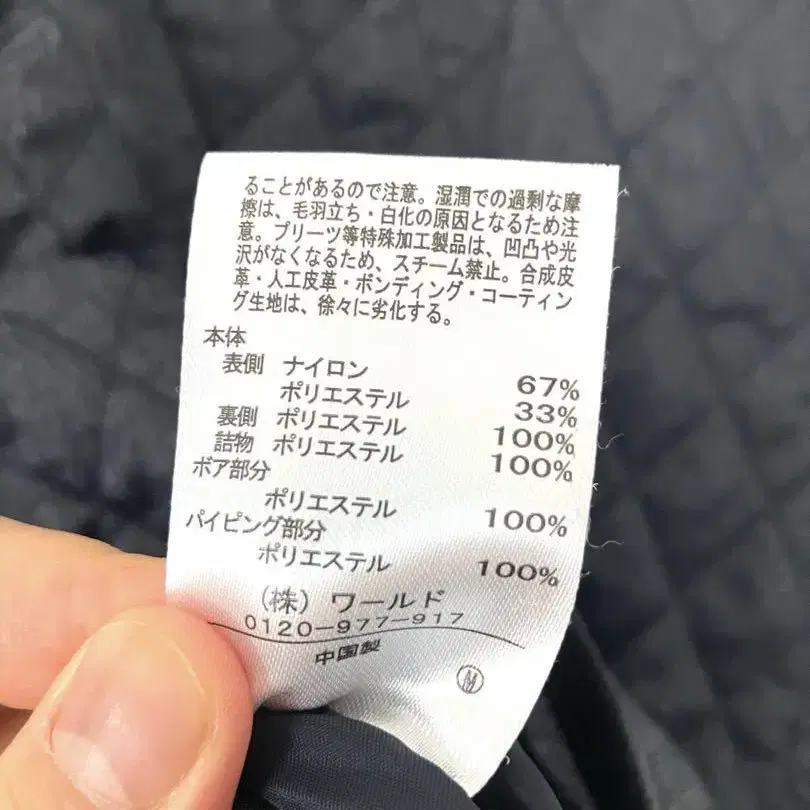 ることがあるので注意。湿潤での過剰な摩
擦は、毛羽立ち・白化の原因となるため注
意。プリーツ等特殊加工製品は、凹凸や光
沢がなくなるため、スチーム禁止。合成皮
革・人工皮革・ボンディング・コーティン
グ生地は、徐々に劣化する。
本体
表側 ナイロン 67%
ポリエステル 33%
裏側 ポリエステル 100%
詰物 ポリエステル 100%
ボア部分
ポリエステル 100%
パイピング部分
ポリエステル 100%
(株)ワールド
0120-977-917
中国製
M